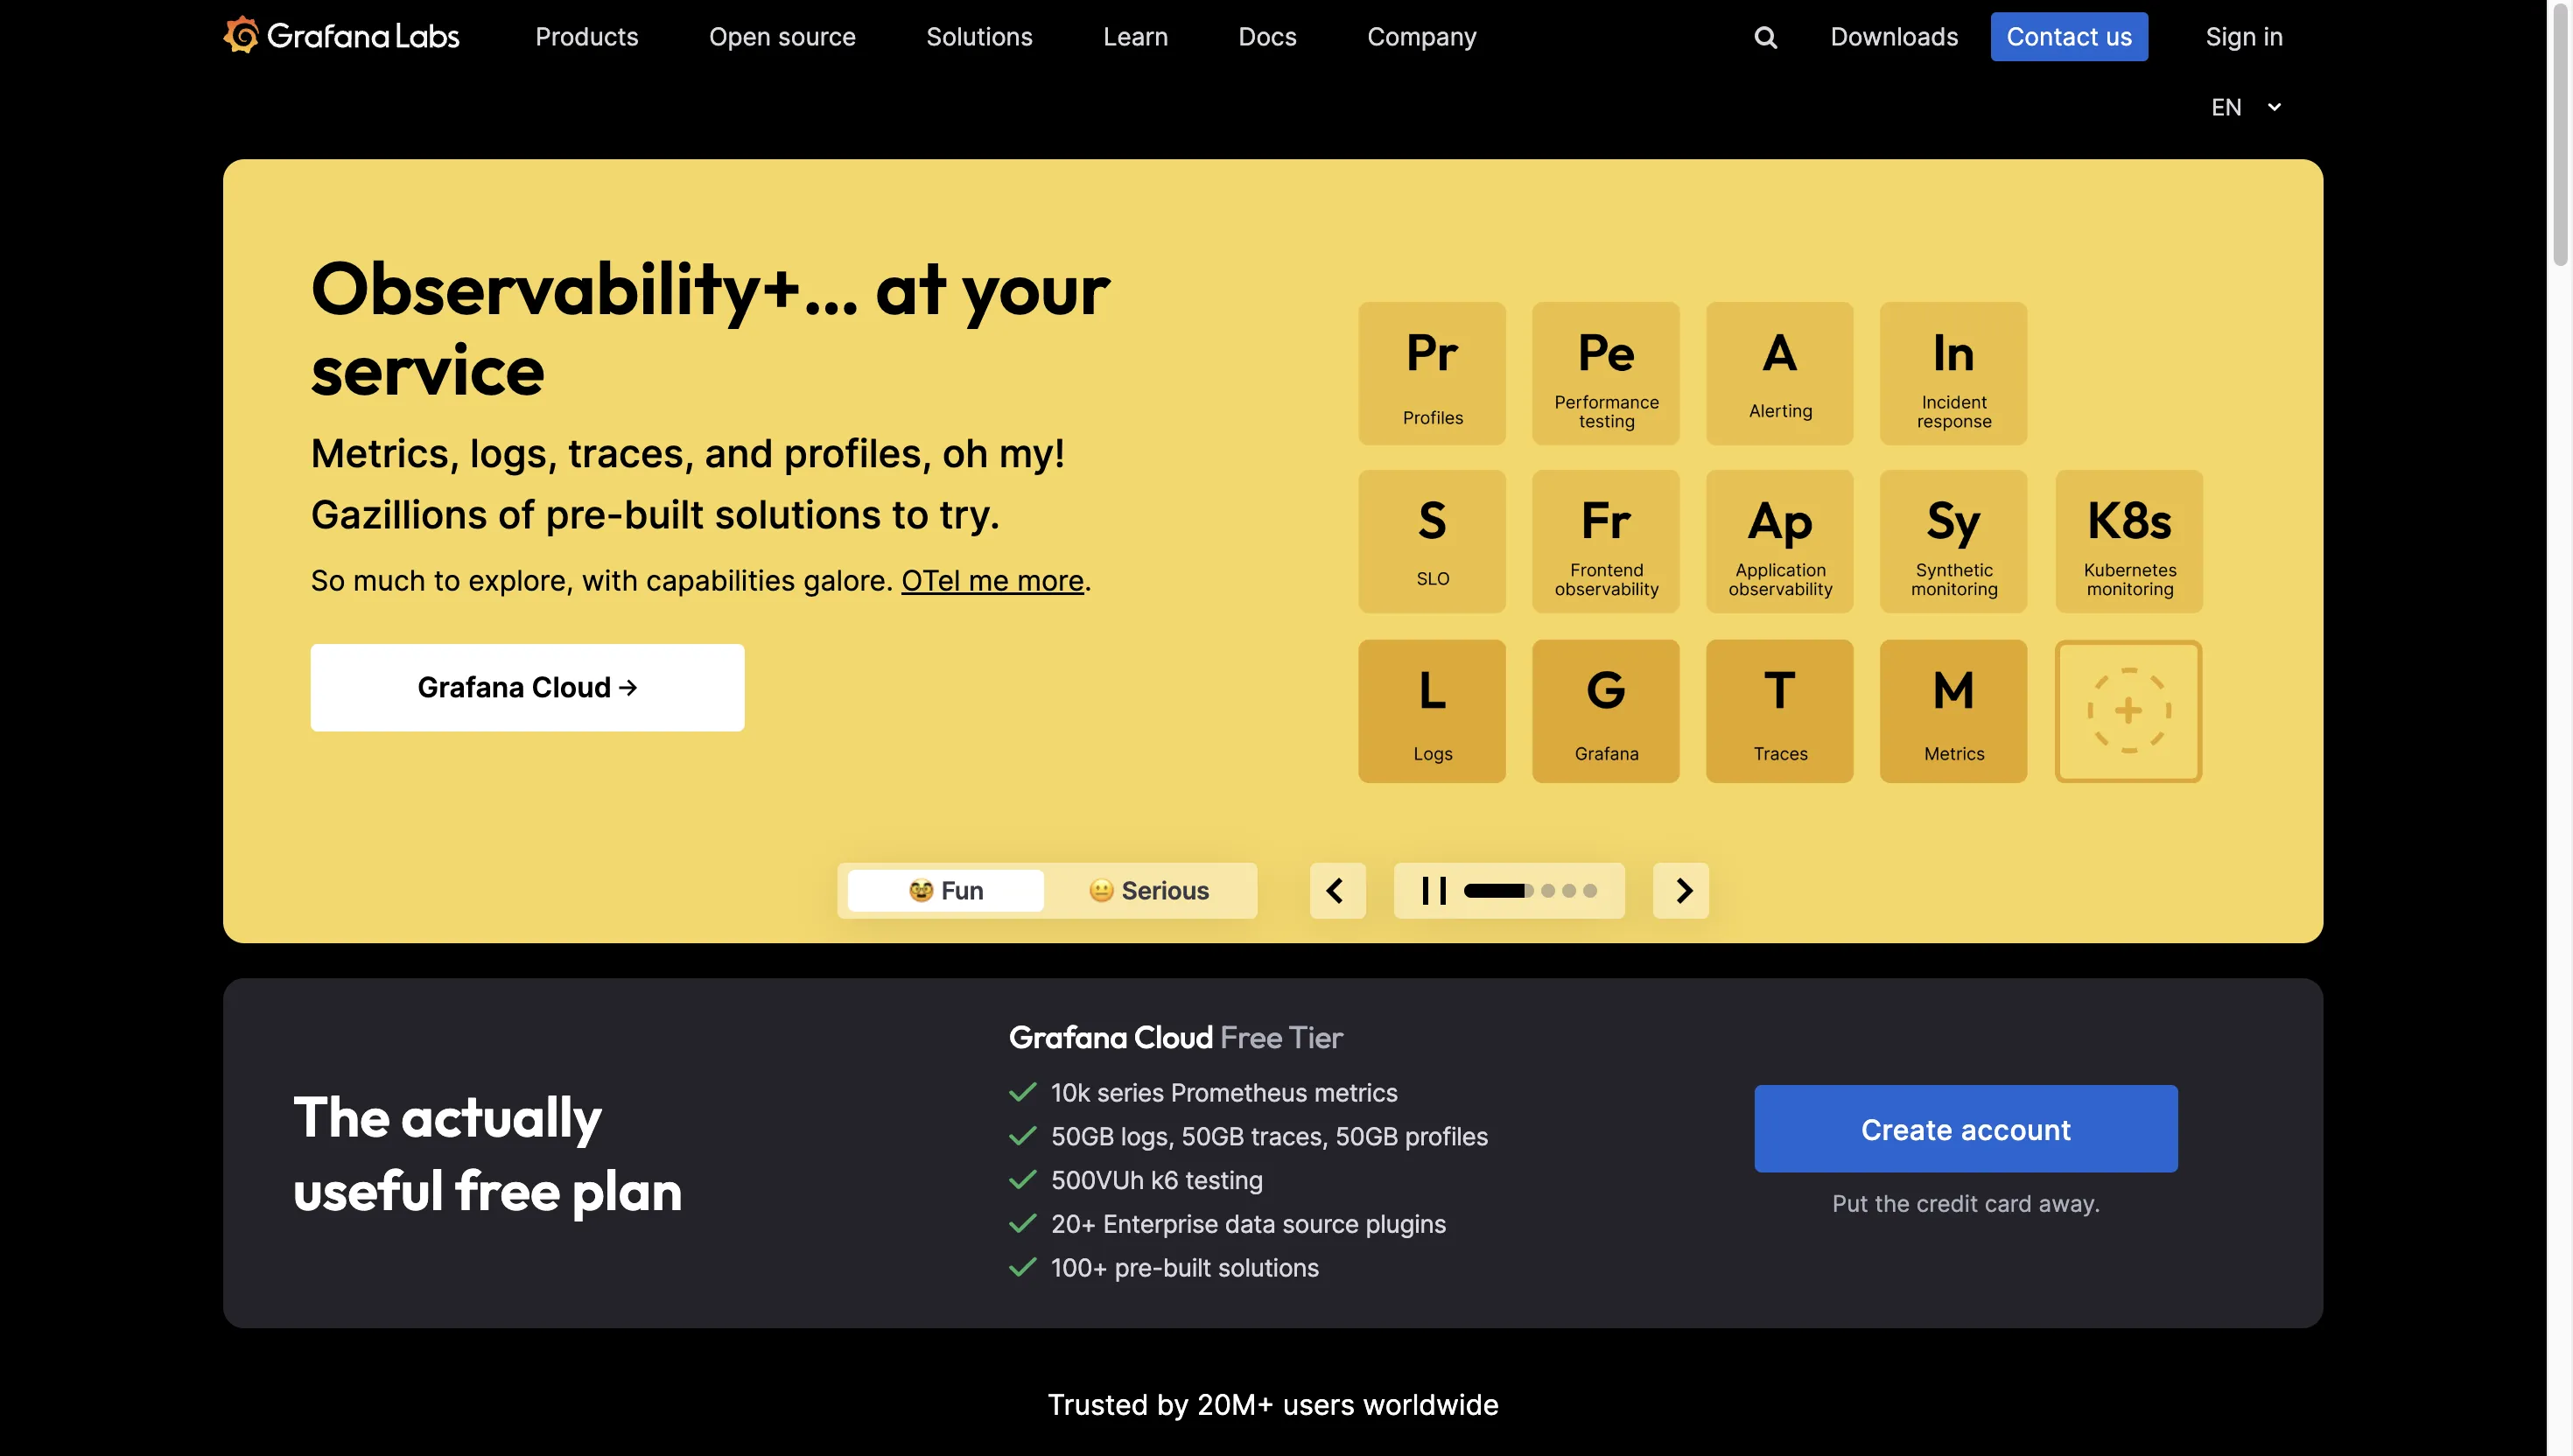 Grafana Labs
Products
Open source
Solutions
Learn
Docs
Company
Downloads
Contact us
Sign in
EN
Observability+... at your
service
Metrics, logs, traces, and profiles, oh my!
Gazillions of pre-built solutions to try.
So much to explore, with capabilities galore. OTel me more.
Grafana Cloud →
Pr
Profiles
Pe
Performance
testing
A
Alerting
In
Incident
response
S
SLO
Fr
Frontend
observability
Ap
Application
observability
Sy
Synthetic
monitoring
K8s
Kubernetes
monitoring
L
Logs
G
Grafana
T
Traces
M
Metrics
Fun
Serious
The actually
useful free plan
Grafana Cloud Free Tier
10k series Prometheus metrics
50GB logs, 50GB traces, 50GB profiles
500VUh k6 testing
20+ Enterprise data source plugins
100+ pre-built solutions
Create account
Put the credit card away.
Trusted by 20M+ users worldwide